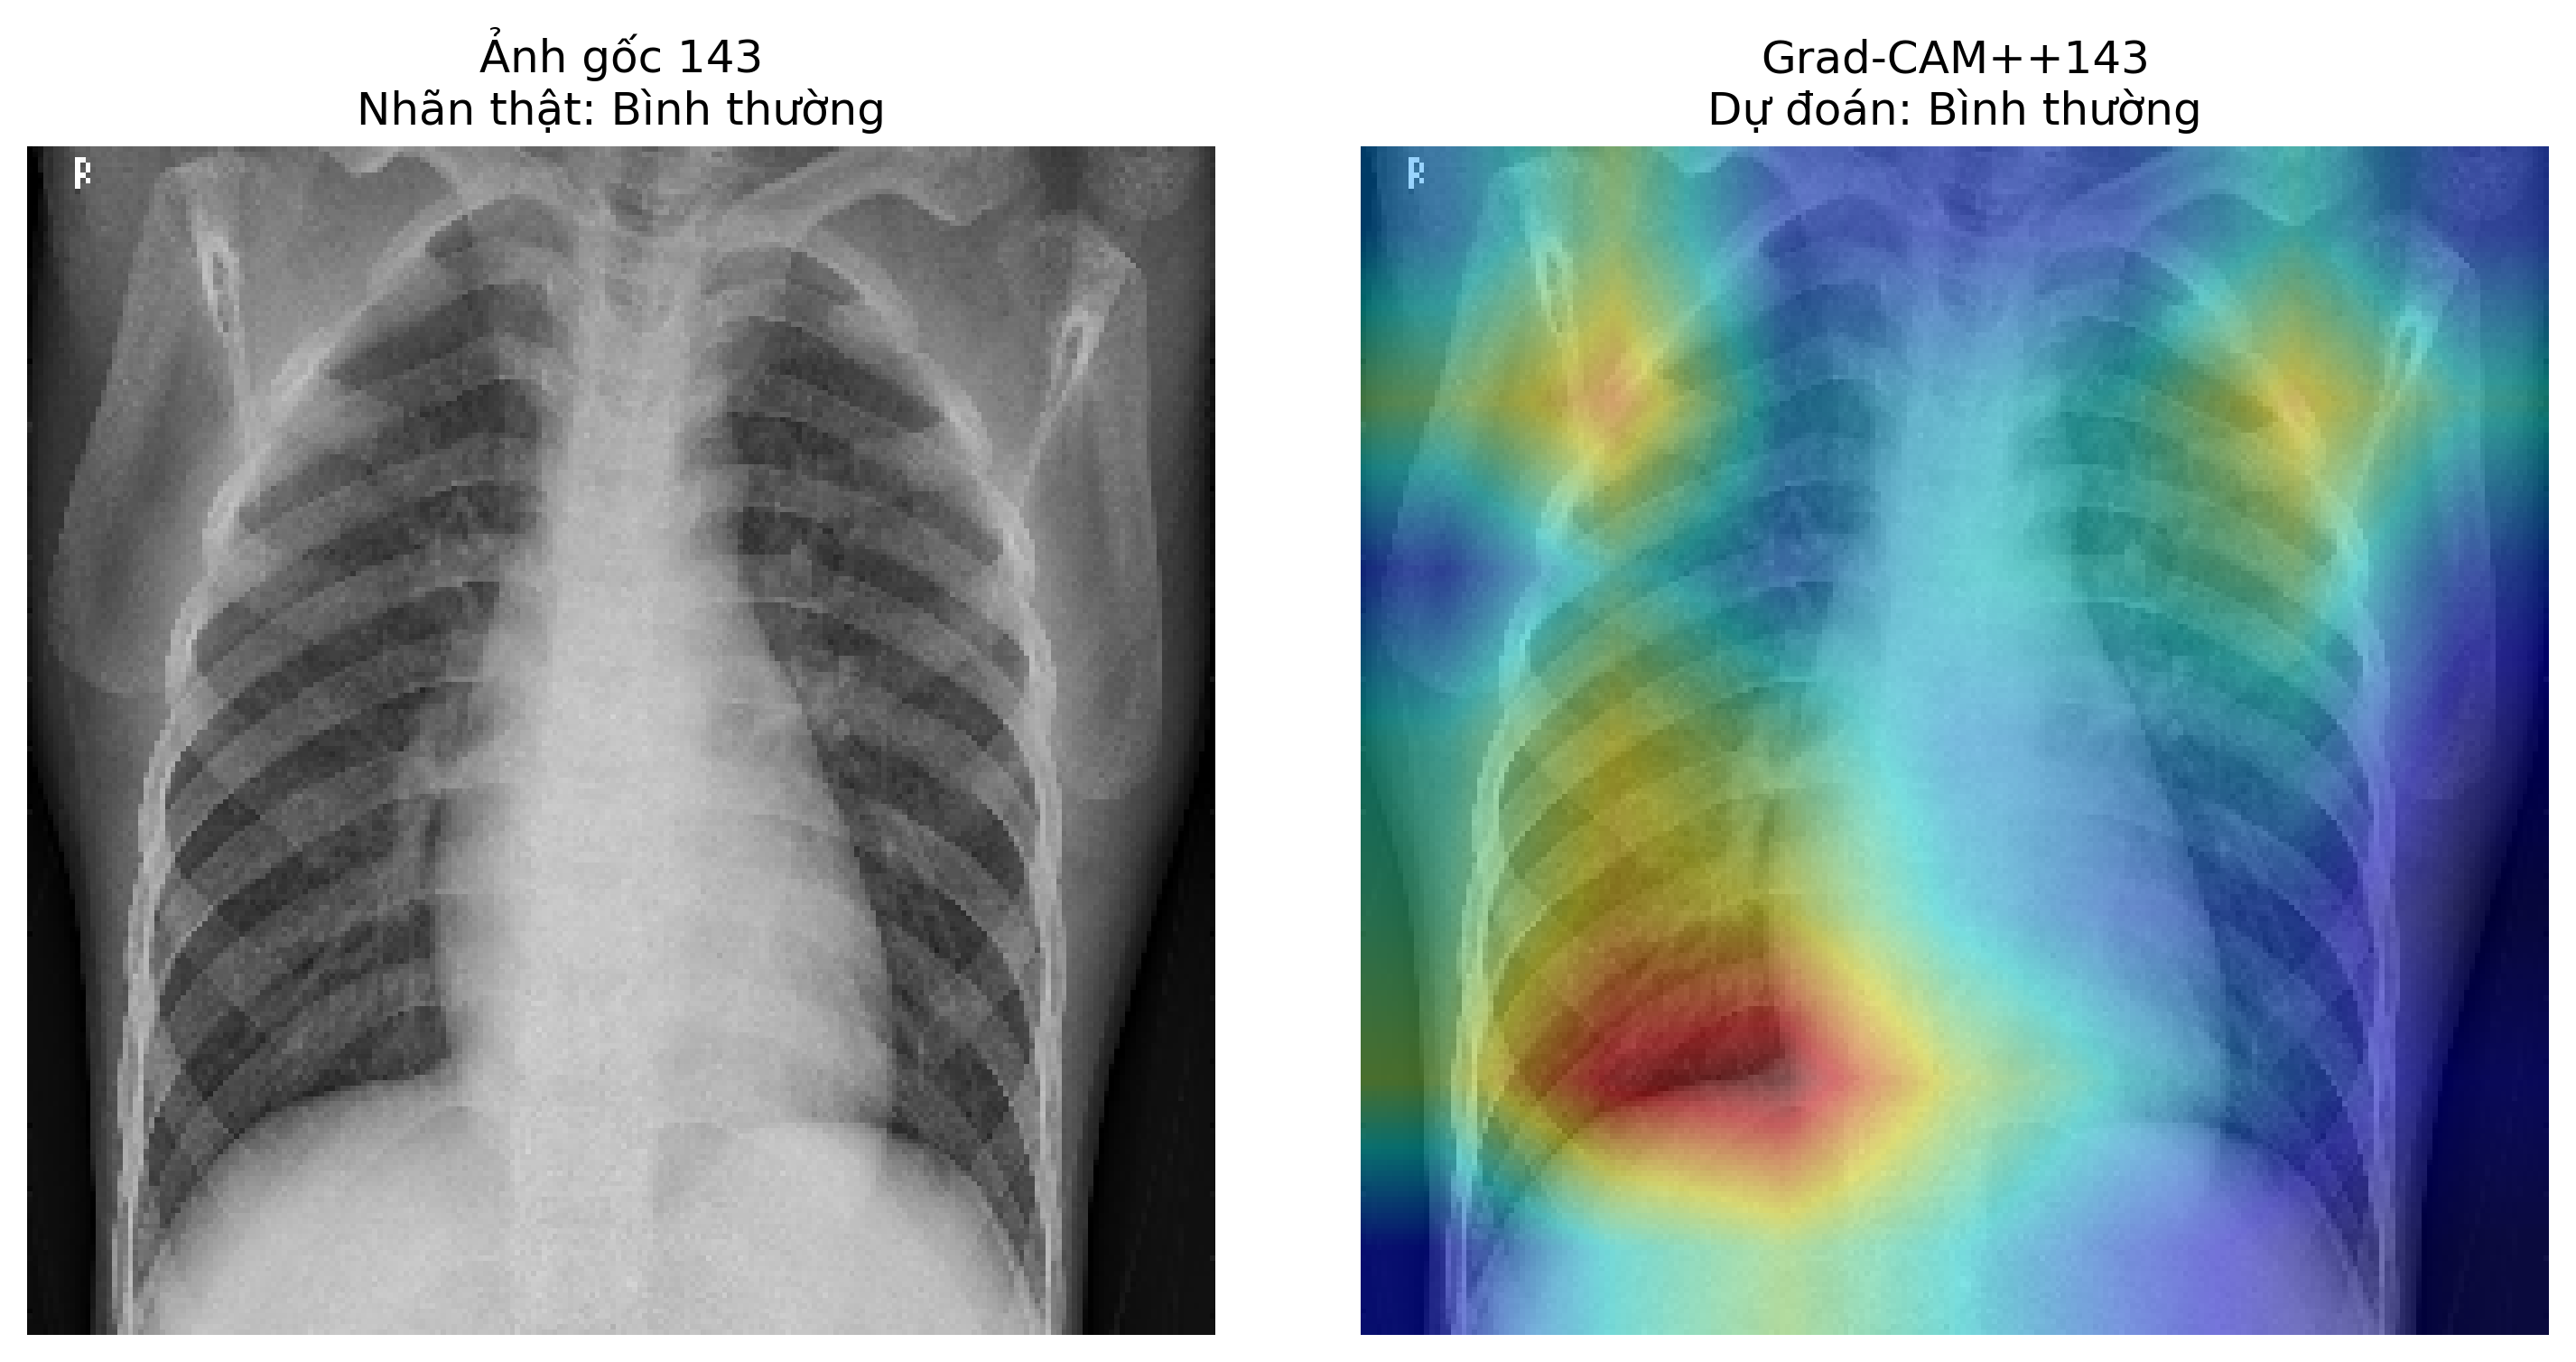 Ảnh gốc 143
Nhãn thật: Bình thường
Grad-CAM++143
Dự đoán: Bình thường
R
R